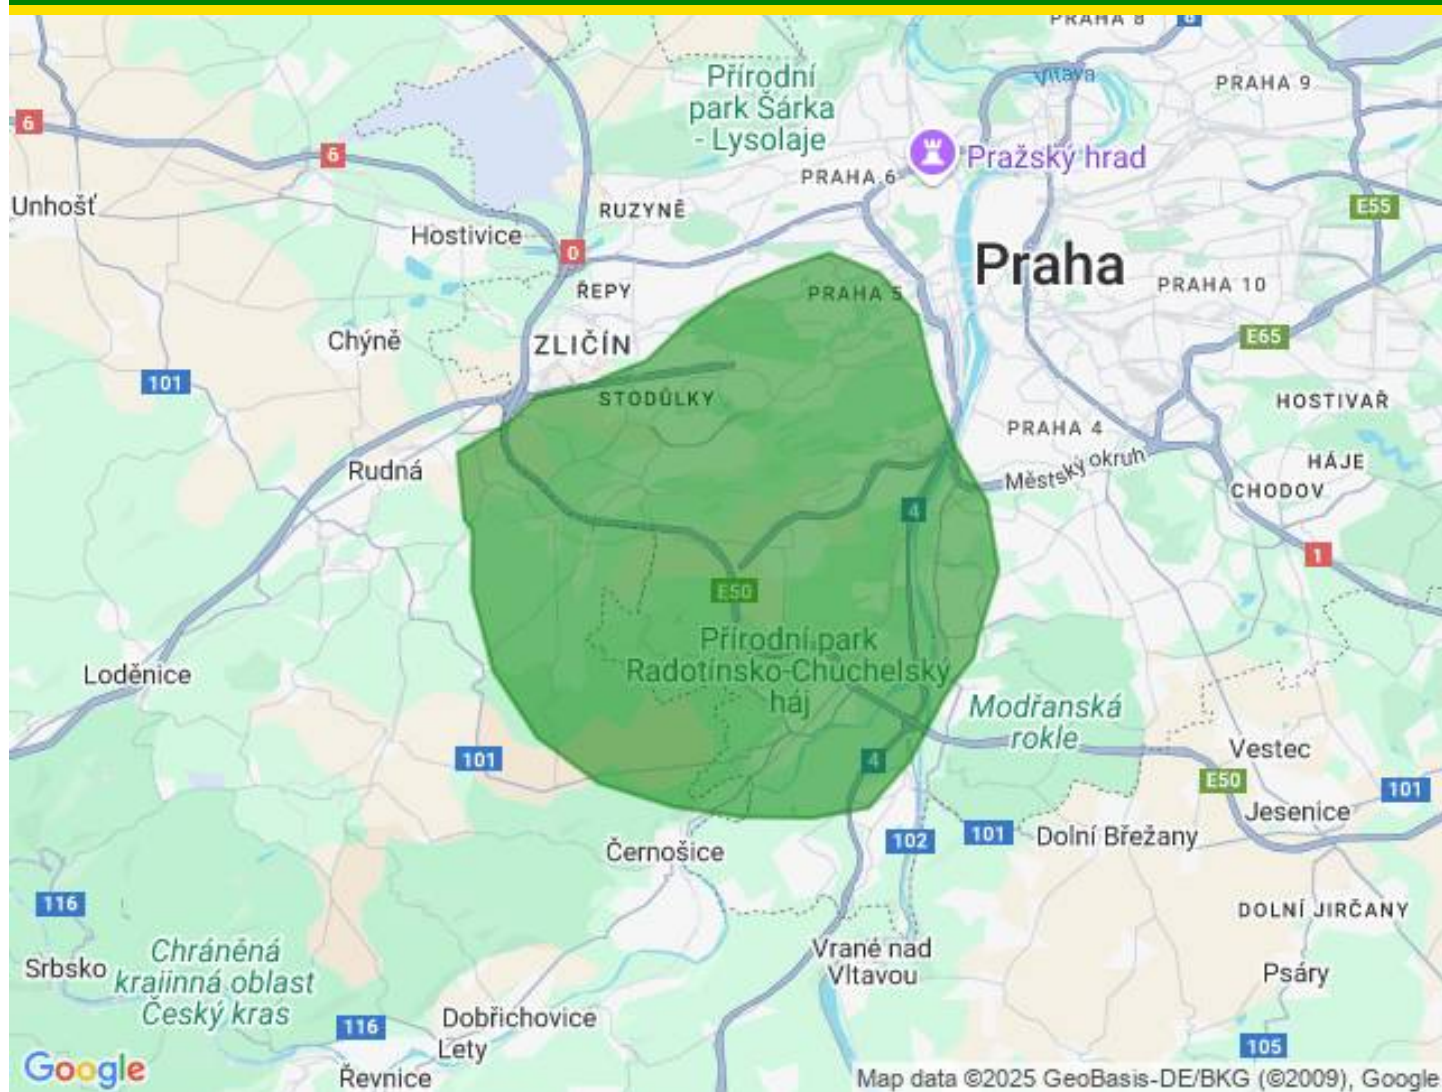 PRAHA 8
8
Vltava
PRAHA 9
Přírodní
park Šárka
- Lysolaje
6
6
Pražský hrad
PRAHA 6
Unhošť
RUZYNĚ
E55
Hostivice
0
Praha
ŘEPY
PRAHA 5
PRAHA 10
Chýně
ZLIČÍN
E65
101
STODŮLKY
HOSTIVAŘ
PRAHA 4
Rudná
Městský okruh
HÁJE
CHODOV
4
1
E50
Přírodní park
Radotínsko-Chuchelský
háj
Loděnice
Modřanská
rokle
Vestec
101
4
E50
101
Jesenice
Černošice
102
101
Dolní Břežany
116
DOLNÍ JIRČANY
Chráněná
krajinná oblast
Český kras
Srbsko
Vrané nad
Vltavou
Psáry
Dobřichovice
116
Lety
105
Google
Řevnice
Map data ©2025 GeoBasis-DE/BKG (©2009), Google